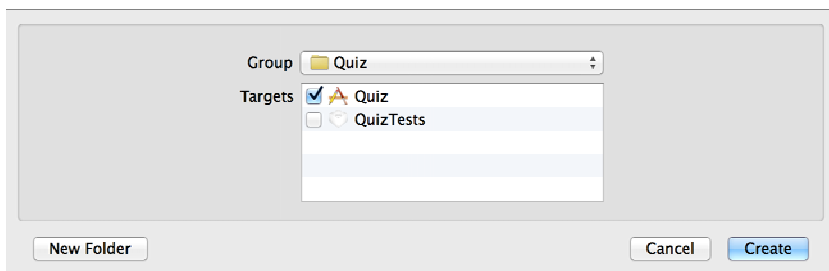 Group Quiz
Targets Quiz
QuizTests
New Folder Cancel Create